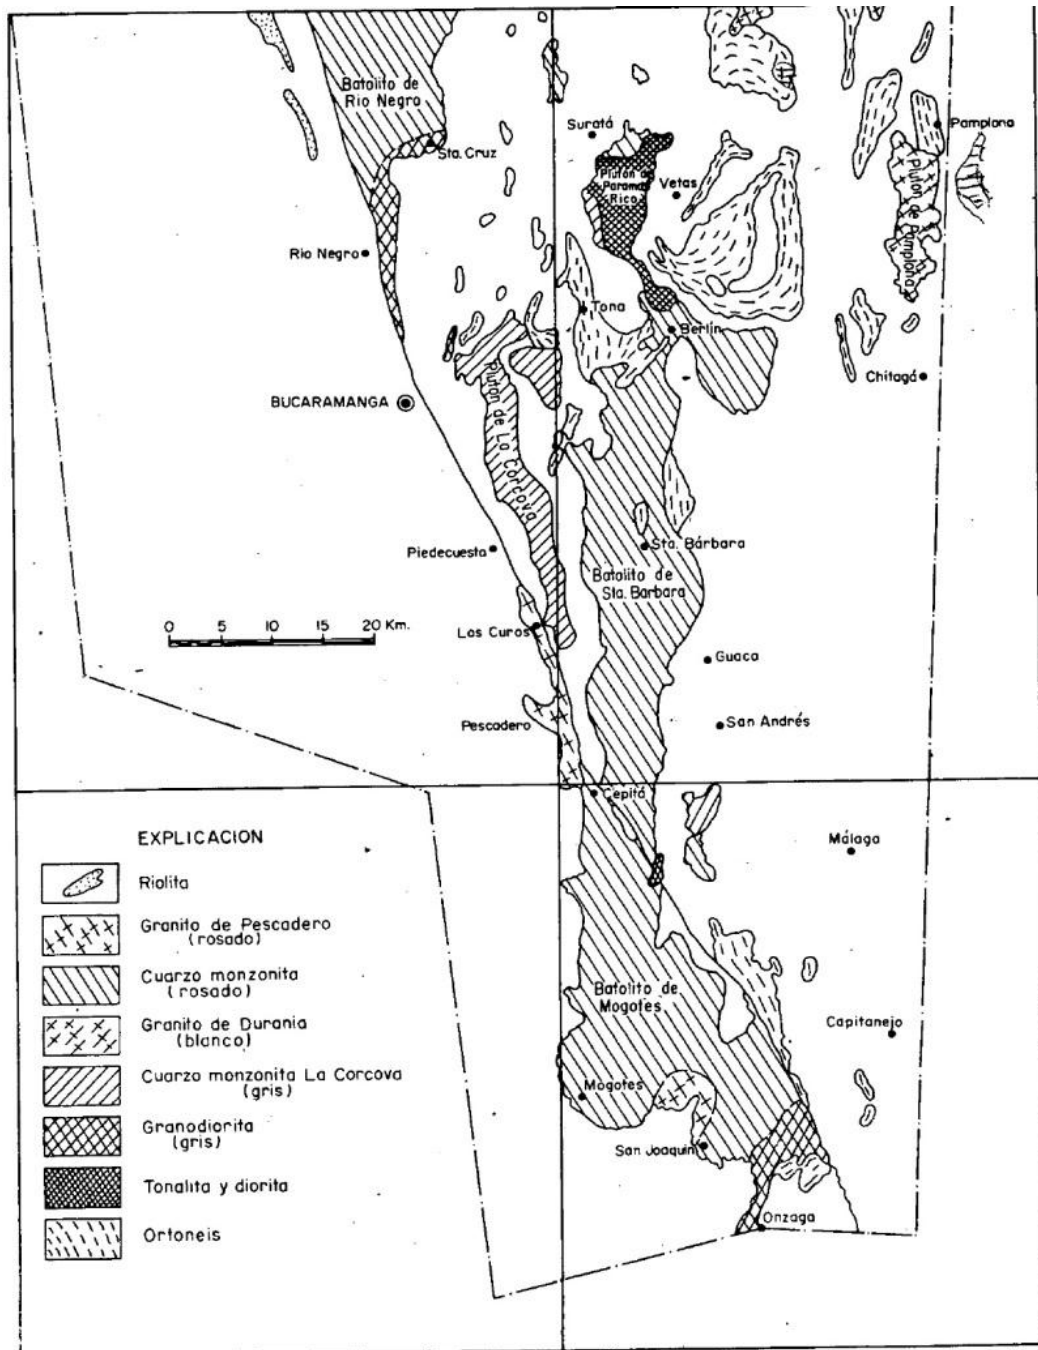 Batolito de
Rio Negro
Suratá
Pamplona
Sta. Cruz
Plutón de
Paramo
Rico
Vetas
Plutón de Pamplona
Rio Negro
Tona
Berlín
Chitagá
BUCARAMANGA
Plutón de La Corcova
Piedecuesta
Sta. Bárbara
Batolito de
Sta. Barbara
0 5 10 15 20 Km.
Los Curos
Guaca
Pescadero
San Andrés
Cepitá
Málaga
EXPLICACION
Riolita
Granito de Pescadero
(rosado)
Cuarzo monzonita
(rosado)
Granito de Durania
(blanco)
Cuarzo monzonita La Corcova
(gris)
Granodiorita
(gris)
Tonalita y diorita
Ortoneis
Batolito de
Mogotes
Capitanejo
Mogotes
San Joaquin
Onzaga